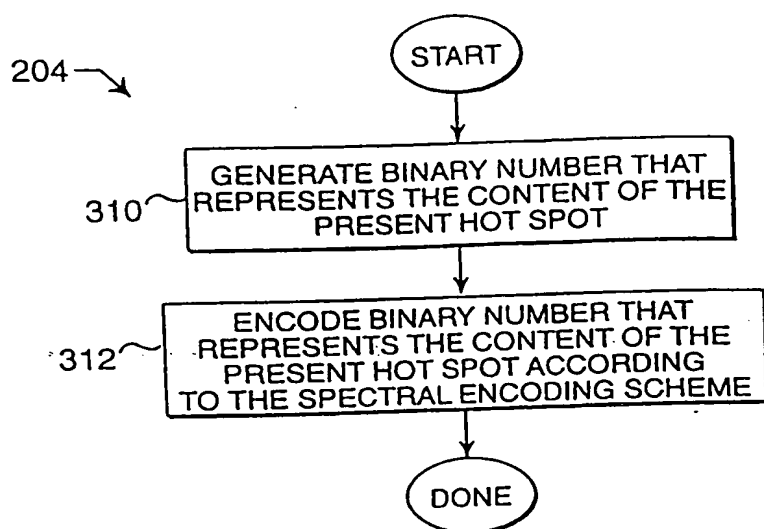 204
START
GENERATE BINARY NUMBER THAT
REPRESENTS THE CONTENT OF THE
PRESENT HOT SPOT
310
ENCODE BINARY NUMBER THAT
REPRESENTS THE CONTENT OF THE
PRESENT HOT SPOT ACCORDING
TO THE SPECTRAL ENCODING SCHEME
312
DONE